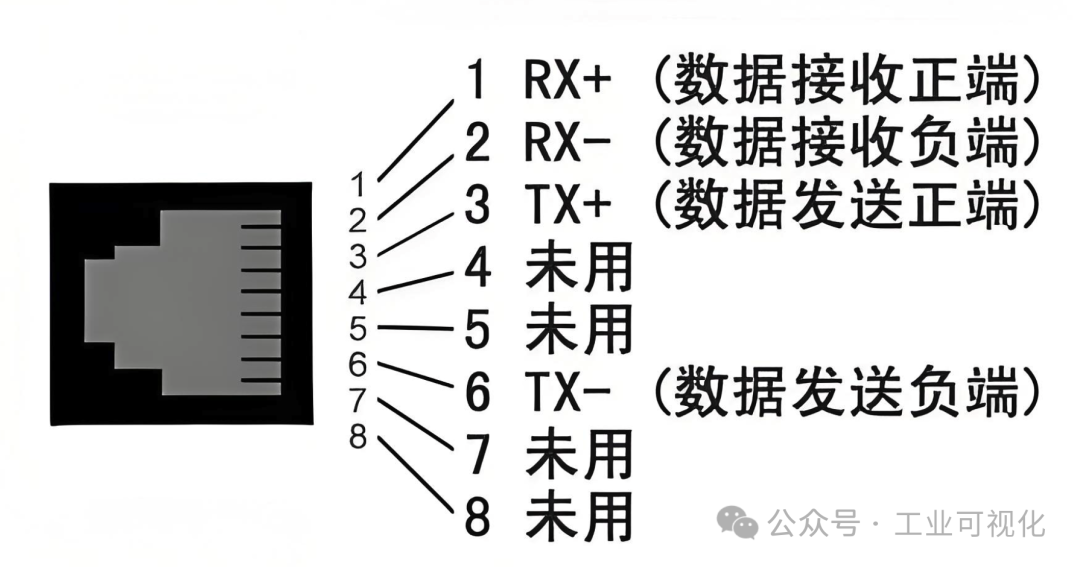 1 RX+ (数据接收正端)
2 RX- (数据接收负端)
3 TX+ (数据发送正端)
4 未用
5 未用
6 TX- (数据发送负端)
7 未用
8 未用
1
2
3
4
5
6
7
8
公众号·工业可视化